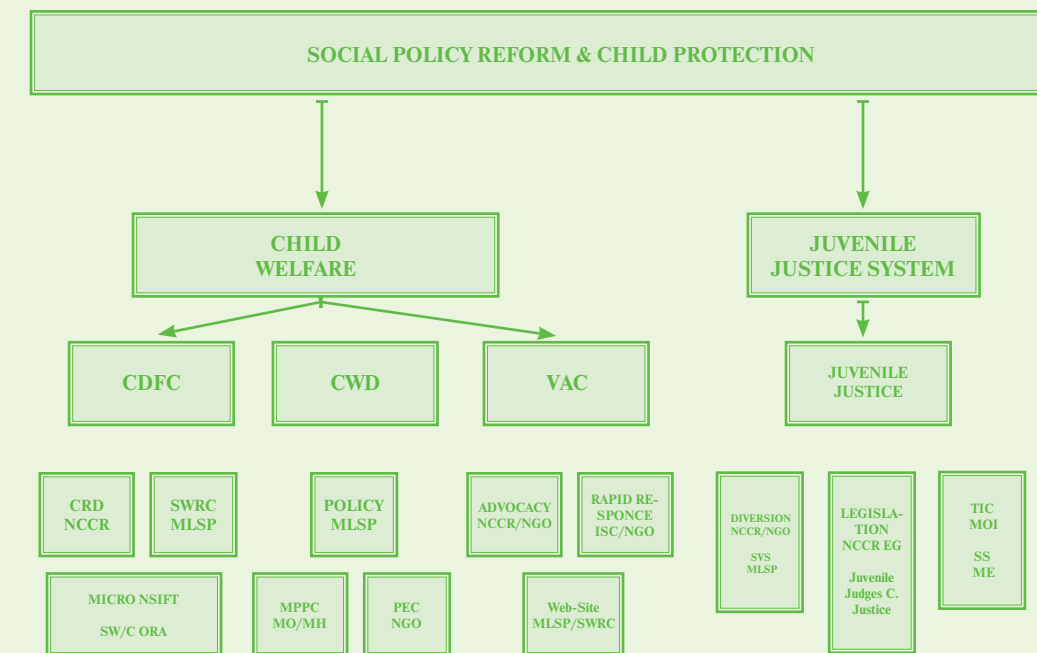 SOCIAL POLICY REFORM & CHILD PROTECTION
CHILD
WELFARE
JUVENILE
JUSTICE SYSTEM
CDFC
CWD
VAC
JUVENILE
JUSTICE
CRD
NCCR
SWRC
MLSP
POLICY
MLSP
ADVOCACY
NCCR/NGO
RAPID RE-
SPONCE
ISC/NGO
DIVERSION
NCCR/NGO
SVS
MLSP
LEGISLA-
TION
NCCR EG
Juvenile
Judges C.
Justice
TIC
MOI
SS
ME
MICRO NSIFT
SW/C ORA
MPPC
MO/MH
PEC
NGO
Web-Site
MLSP/SWRC